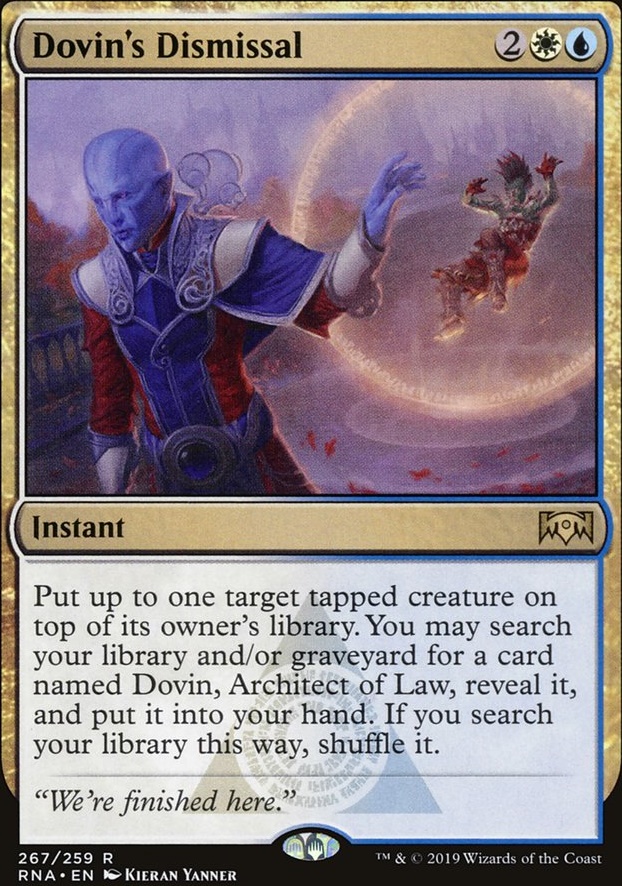 Dovin's Dismissal
2
Instant
Put up to one target tapped creature on
top of its owner's library. You may search
your library and/or graveyard for a card
named Dovin, Architect of Law, reveal it,
and put it into your hand. If you search
your library this way, shuffle it.
“We're finished here.”
267/259 R
RNA • EN Kieran Yanner
™ & © 2019 Wizards of the Coast